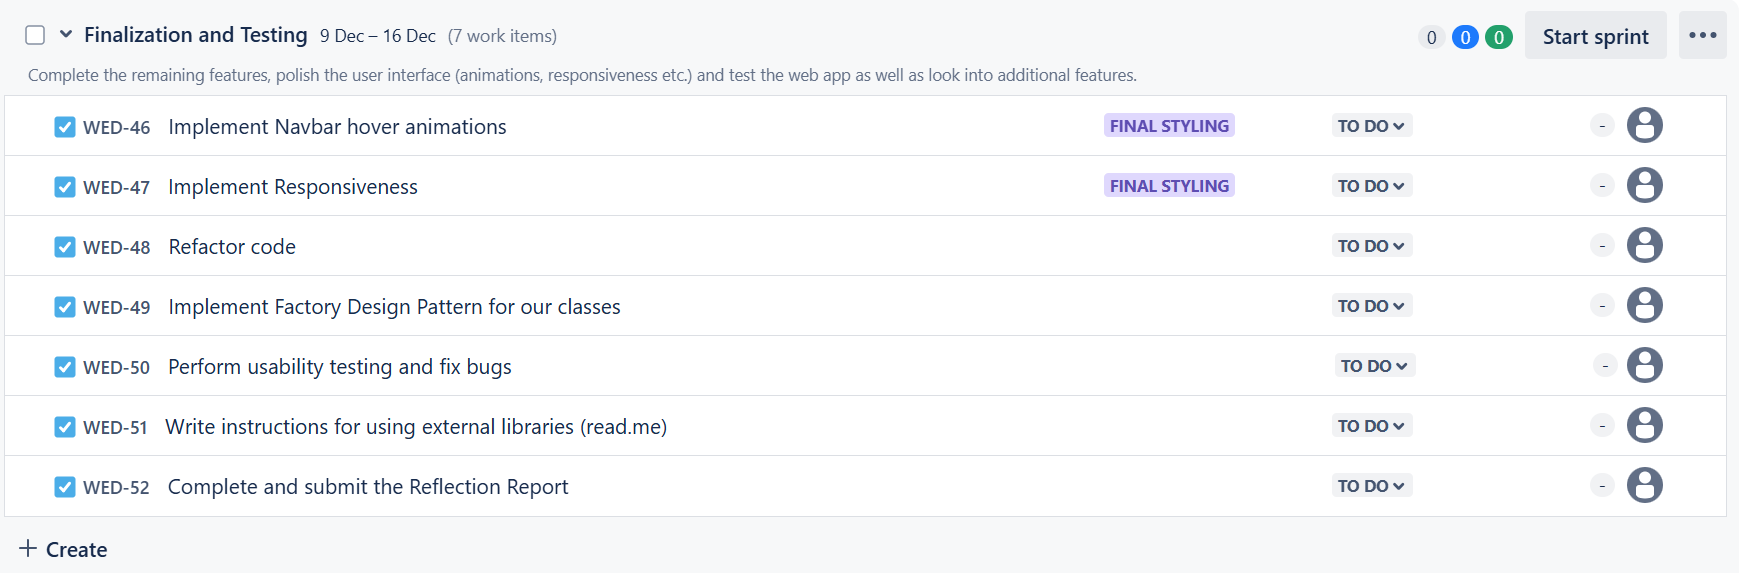 Finalization and Testing 9 Dec – 16 Dec (7 work items) 0 0 0 Start sprint
Complete the remaining features, polish the user interface (animations, responsiveness etc.) and test the web app as well as look into additional features.
WED-46 Implement Navbar hover animations FINAL STYLING TO DO -
WED-47 Implement Responsiveness FINAL STYLING TO DO -
WED-48 Refactor code TO DO -
WED-49 Implement Factory Design Pattern for our classes TO DO -
WED-50 Perform usability testing and fix bugs TO DO -
WED-51 Write instructions for using external libraries (read.me) TO DO -
WED-52 Complete and submit the Reflection Report TO DO -
+ Create